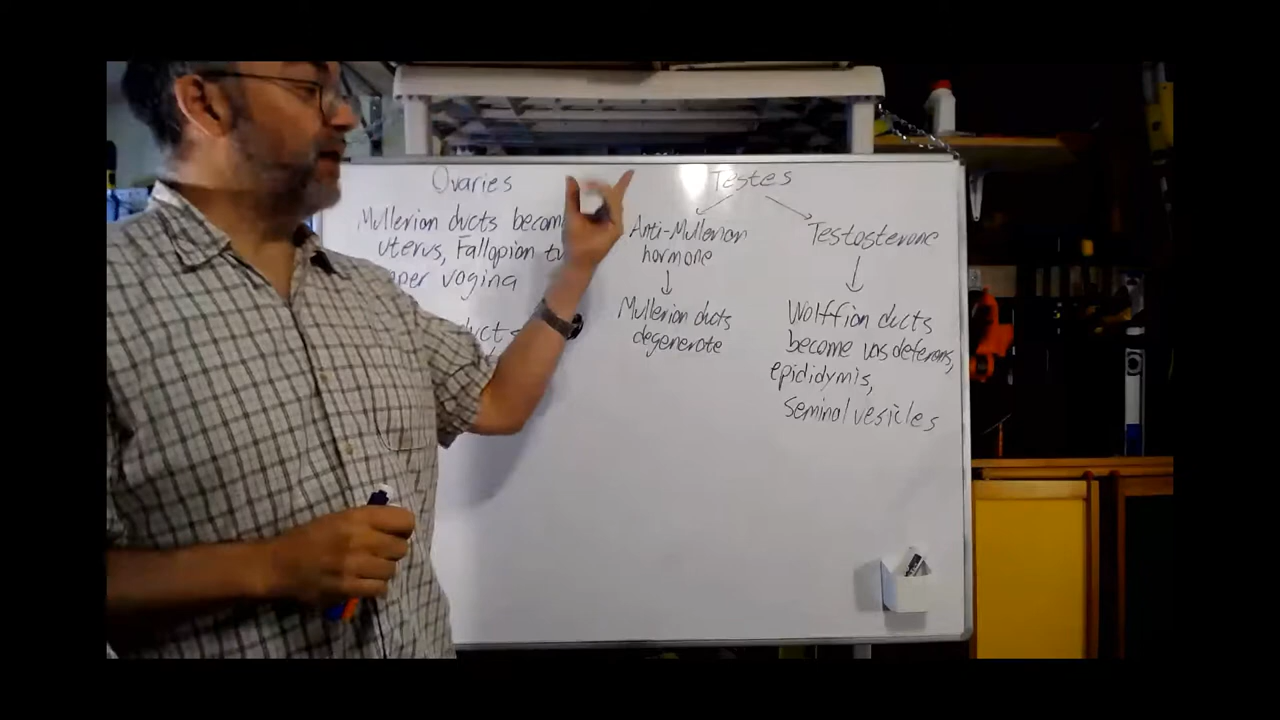 Ovaries
Mullerian ducts becom
uterus, Fallopian tu
pper vagina
duct
Testes
Anti-Mullerian
hormone
Mullerian ducts
degenerate
Testosterone
Wolffian ducts
become vas deferens,
epididymis,
Seminal vesicles